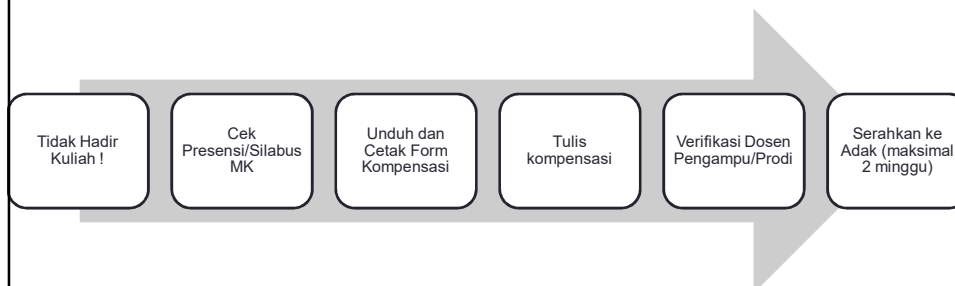 Tidak Hadir
Kuliah !
Cek
Presensi/Silabus
MK
Unduh dan
Cetak Form
Kompensasi
Tulis
kompensasi
Verifikasi Dosen
Pengampu/Prodi
Serahkan ke
Adak (maksimal
2 minggu)